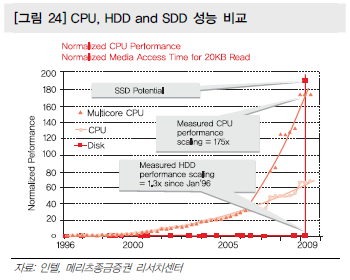 [그림 24] CPU, HDD and SDD 성능 비교
Normalized CPU Performance
Normalized Media Access Time for 20KB Read
Normalized Performance
200
180
160
140
120
100
80
60
40
20
0
SSD Potential
Multicore CPU
CPU
Disk
Measured CPU
performance
scaling = 175x
Measured HDD
performance scaling
= 1.3x since Jan'96
1996
2000
2005
2009
자료: 인텔, 메리츠종금증권 리서치센터